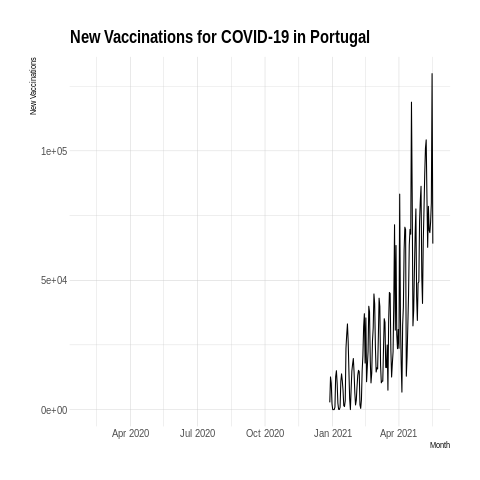 New Vaccinations for COVID-19 in Portugal
New Vaccinations
1e+05
5e+04
0e+00
Apr 2020 Jul 2020 Oct 2020 Jan 2021 Apr 2021
Month